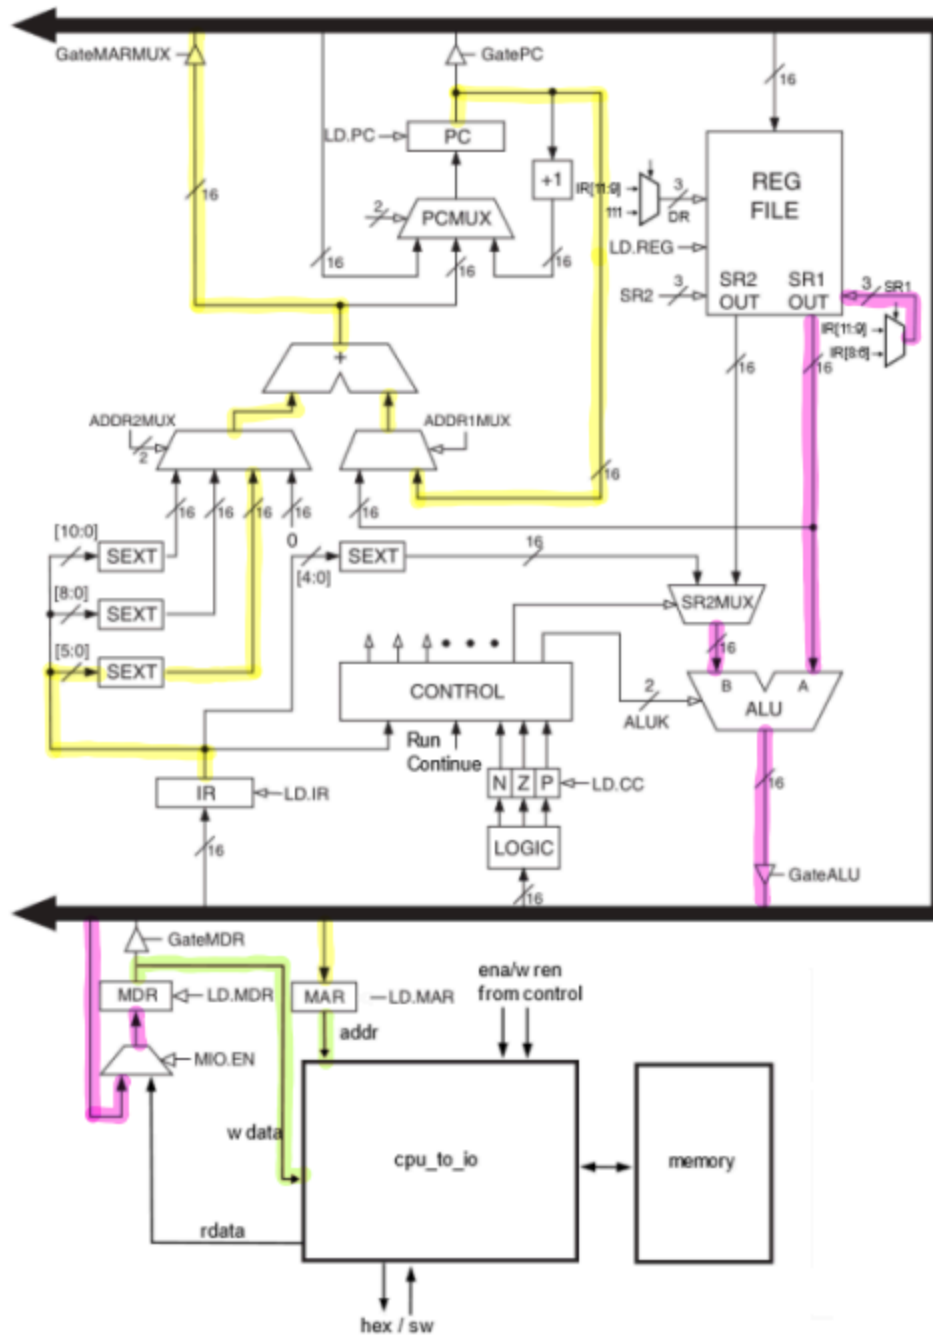 GateMARMUX
GatePC
16
LD.PC
PC
16
+1
2
PCMUX
16
16
16
REG
FILE
IR[11:9]
111
3
DR
LD.REG
SR2
3
SR2
OUT
SR1
OUT
3
SR1
IR[11:9]
IR[8:6]
16
16
+
ADDR2MUX
2
ADDR1MUX
16
16
16
16
16
16
0
[10:0]
SEXT
[4:0]
SEXT
16
[8:0]
SEXT
SR2MUX
16
[5:0]
SEXT
CONTROL
B
A
ALU
2
ALUK
Run
Continue
IR
LD.IR
N Z P
LD.CC
16
LOGIC
16
16
GateALU
GateMDR
MDR
LD.MDR
MAR
LD.MAR
addr
ena/w ren
from control
MIO.EN
w data
cpu_to_io
memory
rdata
hex / sw